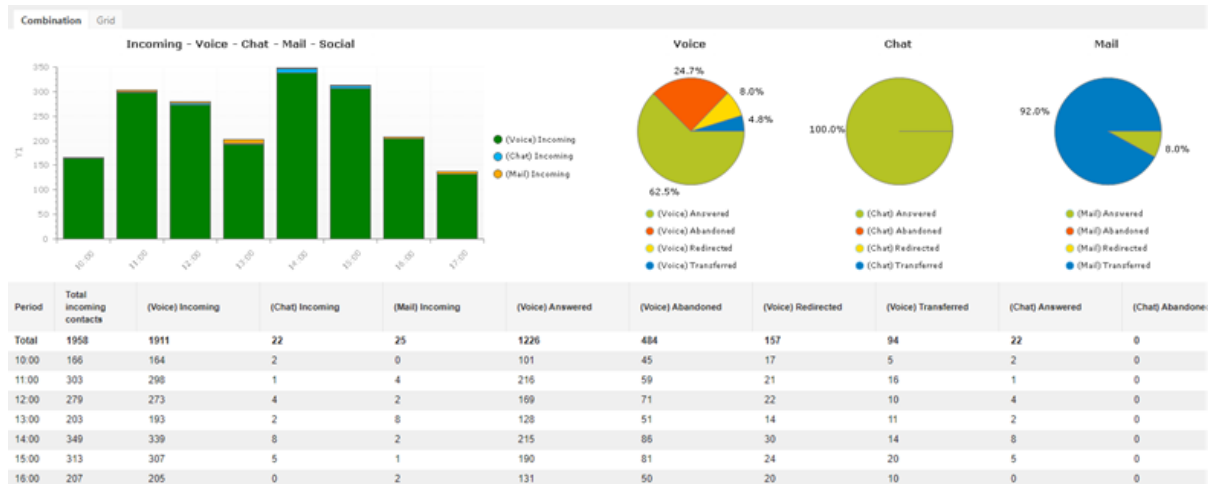 Combination Grid
Incoming - Voice - Chat - Mail - Social
Y1
350
300
250
200
150
100
50
0
10:00 11:00 12:00 13:00 14:00 15:00 16:00 17:00
(Voice) Incoming
(Chat) Incoming
(Mail) Incoming
Voice
24.7%
8.0%
4.8%
62.5%
(Voice) Answered
(Voice) Abandoned
(Voice) Redirected
(Voice) Transferred
Chat
100.0%
(Chat) Answered
(Chat) Abandoned
(Chat) Redirected
(Chat) Transferred
Mail
92.0%
8.0%
(Mail) Answered
(Mail) Abandoned
(Mail) Redirected
(Mail) Transferred
Period Total incoming contacts (Voice) Incoming (Chat) Incoming (Mail) Incoming (Voice) Answered (Voice) Abandoned (Voice) Redirected (Voice) Transferred (Chat) Answered (Chat) Abandone
Total 1958 1911 22 25 1226 484 157 94 22 0
10:00 166 164 2 0 101 45 17 5 2 0
11:00 303 298 1 4 216 59 21 16 1 0
12:00 279 273 4 2 169 71 22 10 4 0
13:00 203 193 2 8 128 51 14 11 2 0
14:00 349 339 8 2 215 86 30 14 8 0
15:00 313 307 5 1 190 81 24 20 5 0
16:00 207 205 0 2 131 50 20 10 0 0